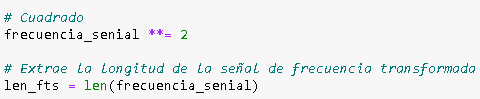 # Cuadrado
frecuencia_senial **= 2
# Extrae la longitud de la señal de frecuencia transformada
len_fts = len(frecuencia_senial)